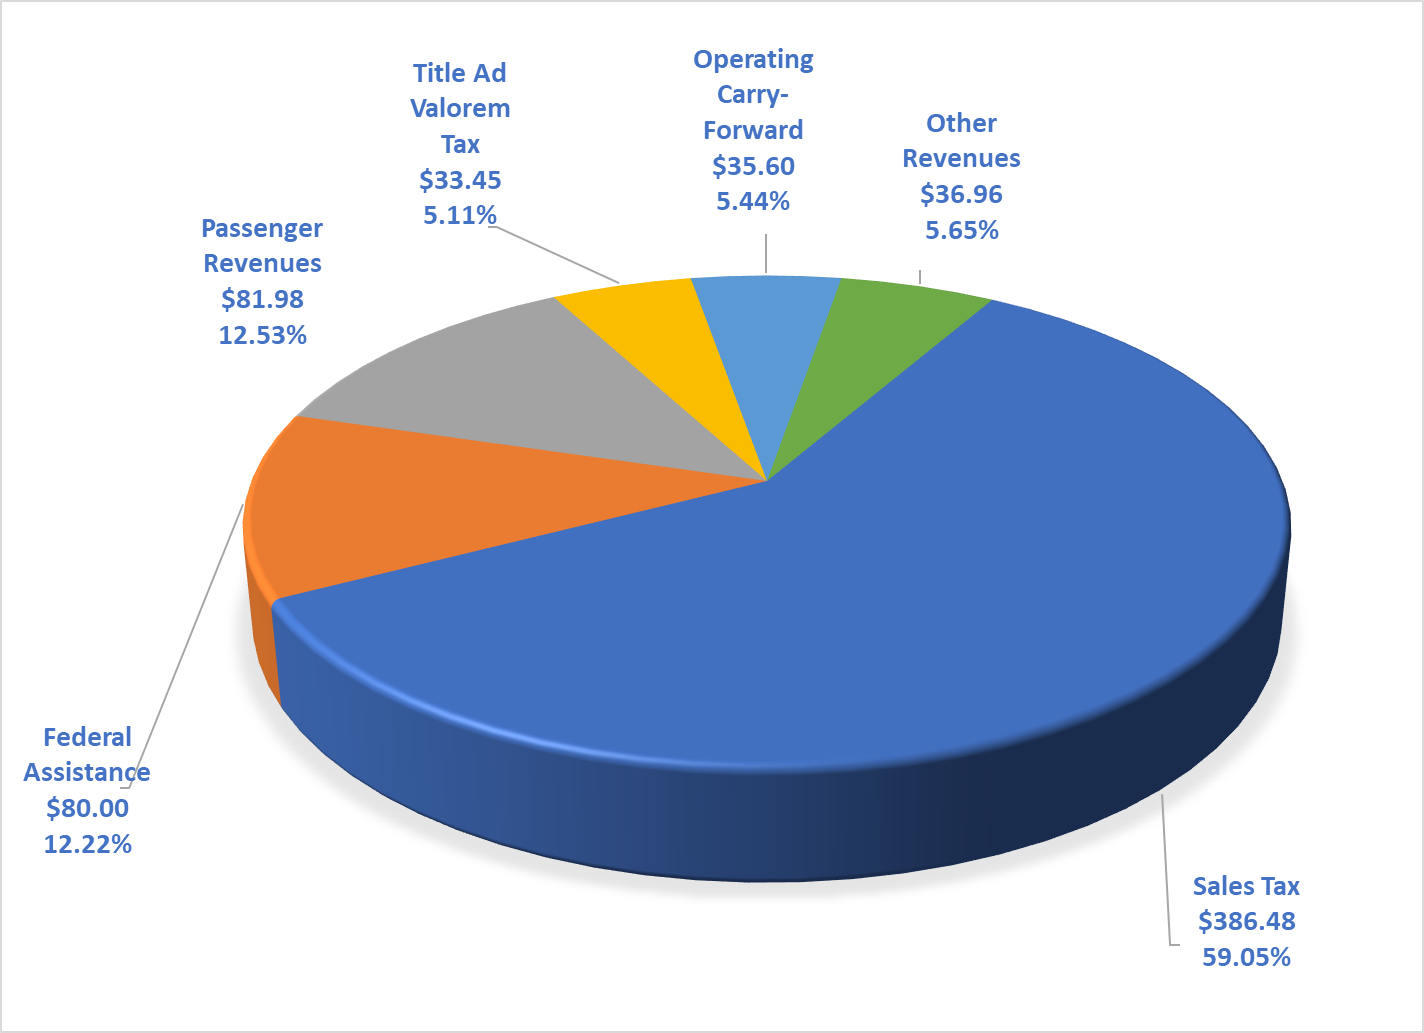 Title Ad
Valorem
Tax
$33.45
5.11%
Operating
Carry-
Forward
$35.60
5.44%
Other
Revenues
$36.96
5.65%
Passenger
Revenues
$81.98
12.53%
Federal
Assistance
$80.00
12.22%
Sales Tax
$386.48
59.05%